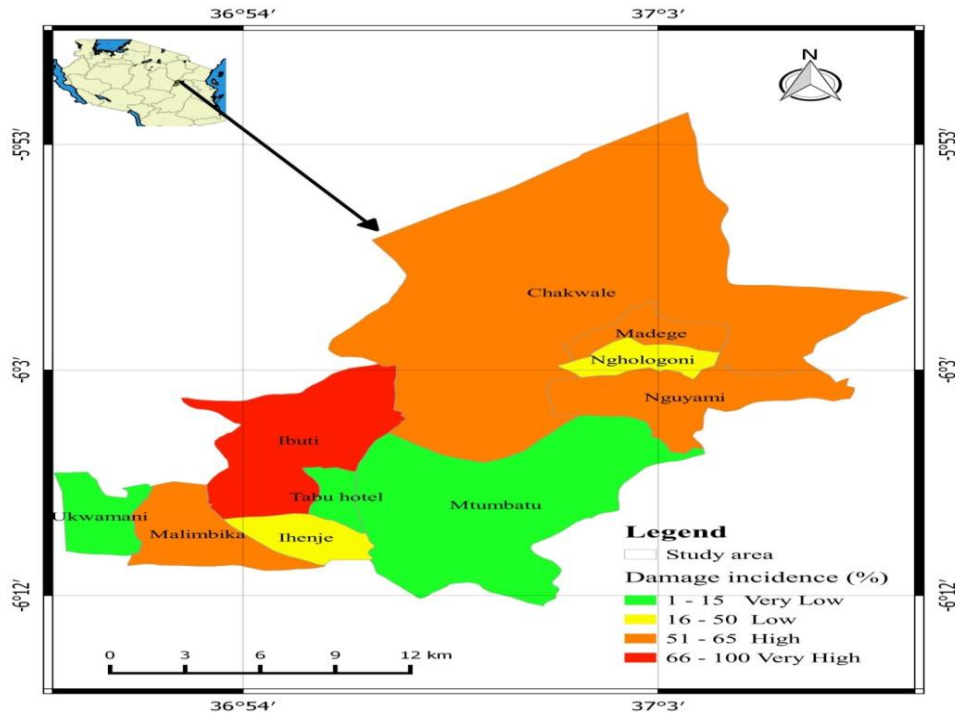 36°54′ 37°3′
N
-5°53′ -5°53′
Chakwale
Madege
Nghologoni
-6°3′ -6°3′
Nguyami
Ibuti
Tabu hotel
Mtumbatu
Ukwamani
Malimbika
Ihenje
Legend
Study area
Damage incidence (%)
1 - 15 Very Low
16 - 50 Low
51 - 65 High
66 - 100 Very High
-6°12′ -6°12′
0 3 6 9 12 km
36°54′ 37°3′